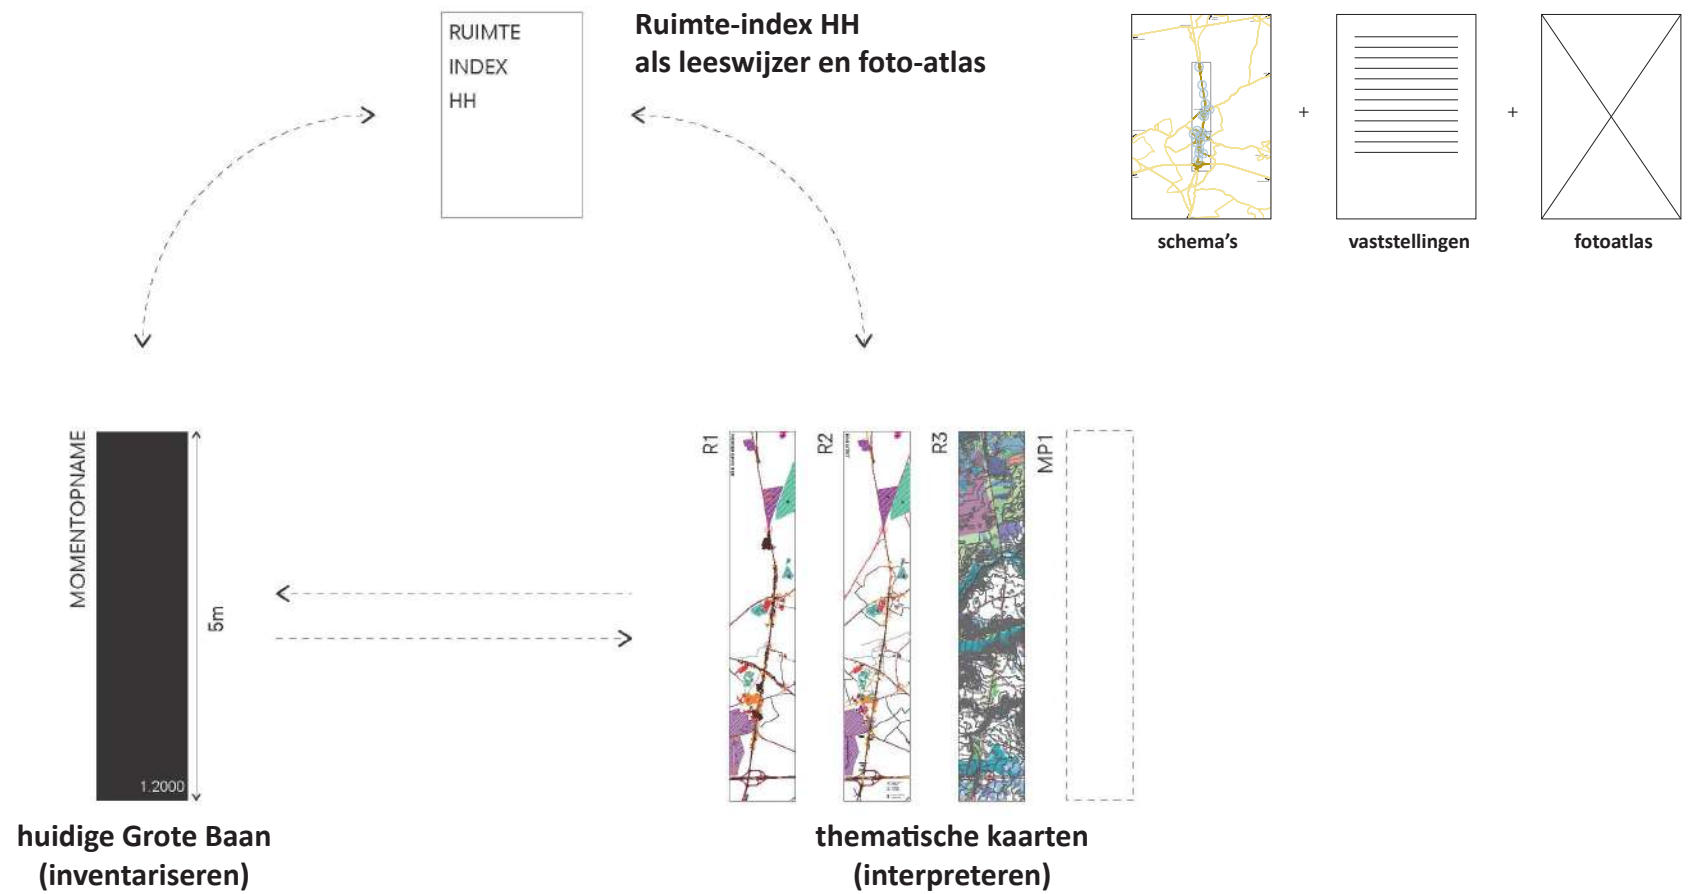 RUIMTE
INDEX
HH
Ruimte-index HH
als leeswijzer en foto-atlas
+
+
schema's
vaststellingen
fotoatlas
MOMENTOPNAME
5m
1.2000
R1
R2
R3
MP1
huidige Grote Baan
(inventariseren)
thematische kaarten
(interpreteren)